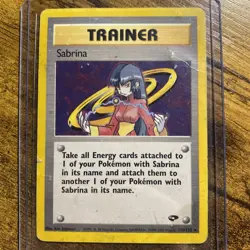 TRAINER
Sabrina
Take all Energy cards attached to
1 of your Pokémon with Sabrina
in its name and attach them to
another 1 of your Pokémon with
Sabrina in its name.